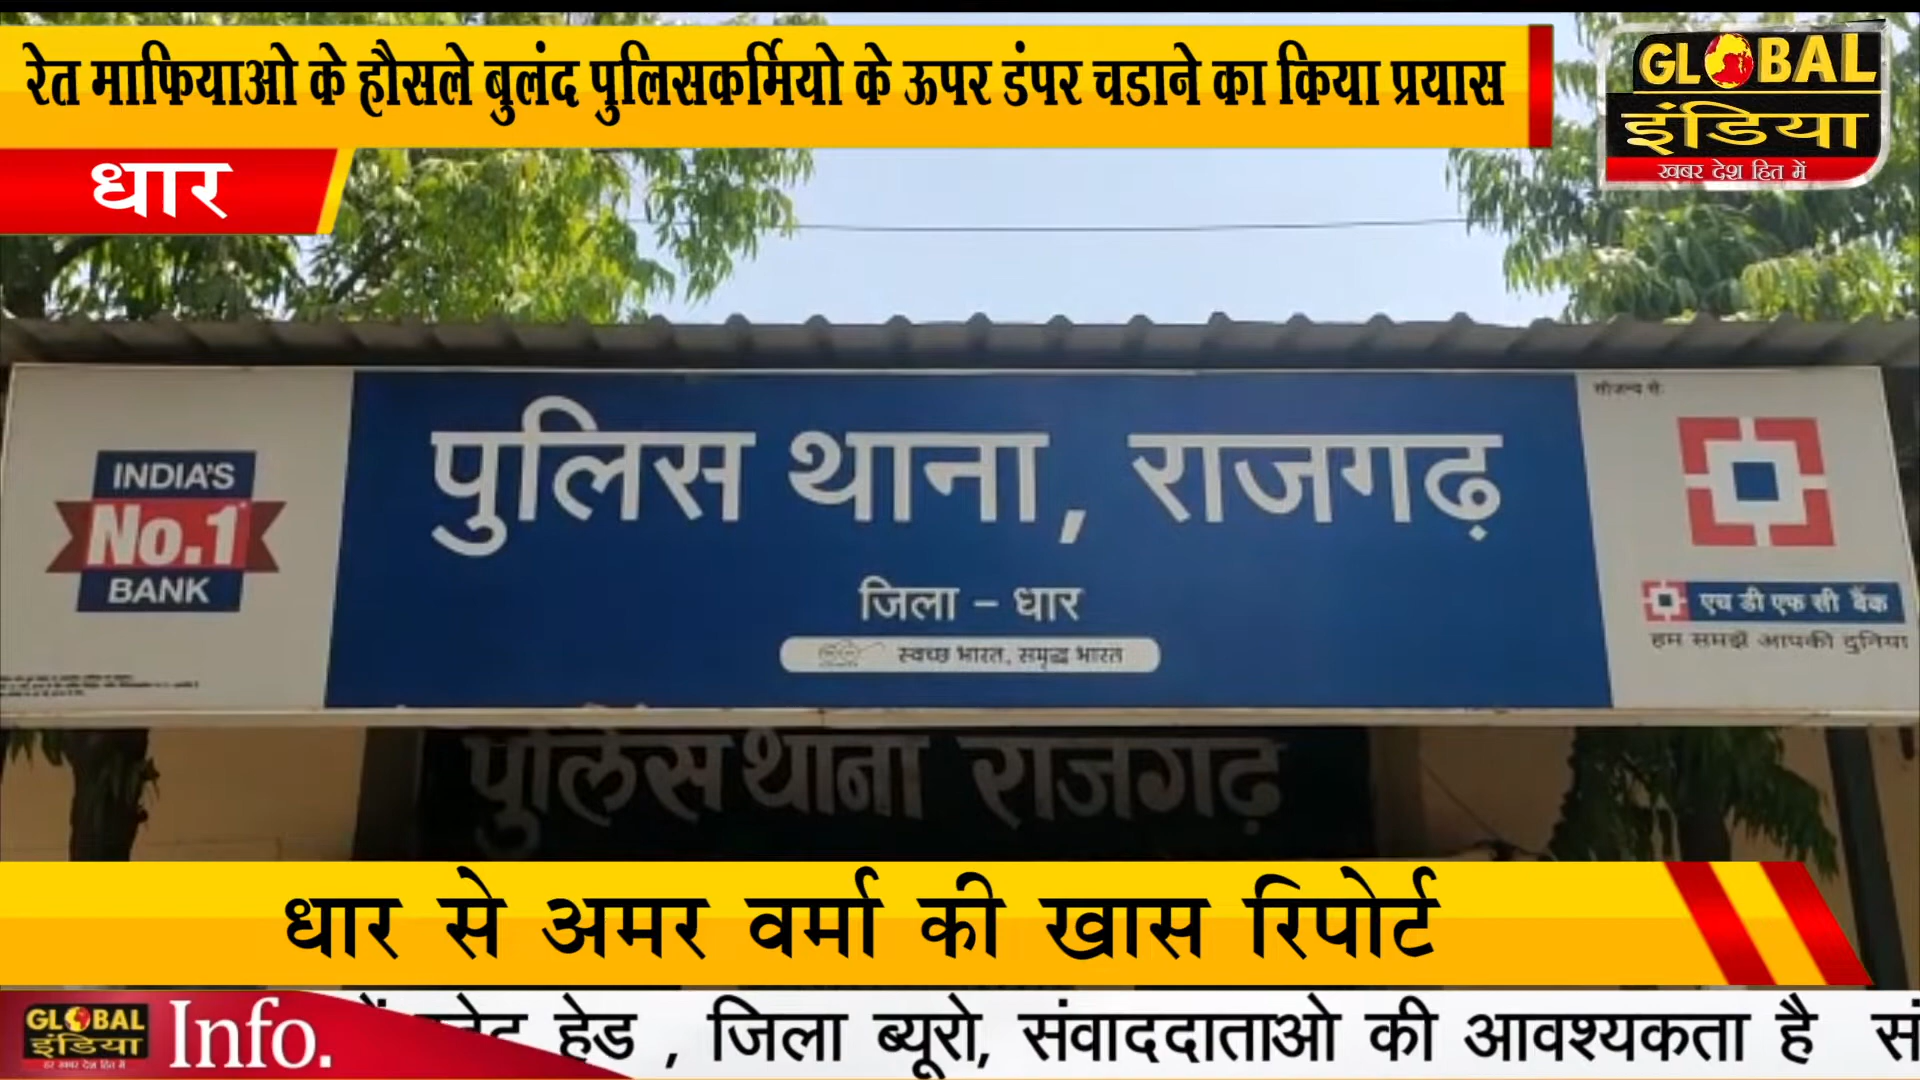 रेत माफियाओ के हौसले बुलंद पुलिसकर्मियो के ऊपर डंपर चडाने का किया प्रयास
GLOBAL
इंडिया
खबर देश हित में
धार
सौजन्य से:
INDIA'S
No.1
BANK
पुलिस थाना, राजगढ़
जिला – धार
स्वच्छ भारत, समृद्ध भारत
एच डी एफ सी बैंक
हम समझें आपकी दुनिया
पुलिस थाना राजगढ़
धार से अमर वर्मा की खास रिपोर्ट
GLOBAL
इंडिया
Info.
हेड , जिला ब्यूरो, संवाददाताओ की आवश्यकता है सं